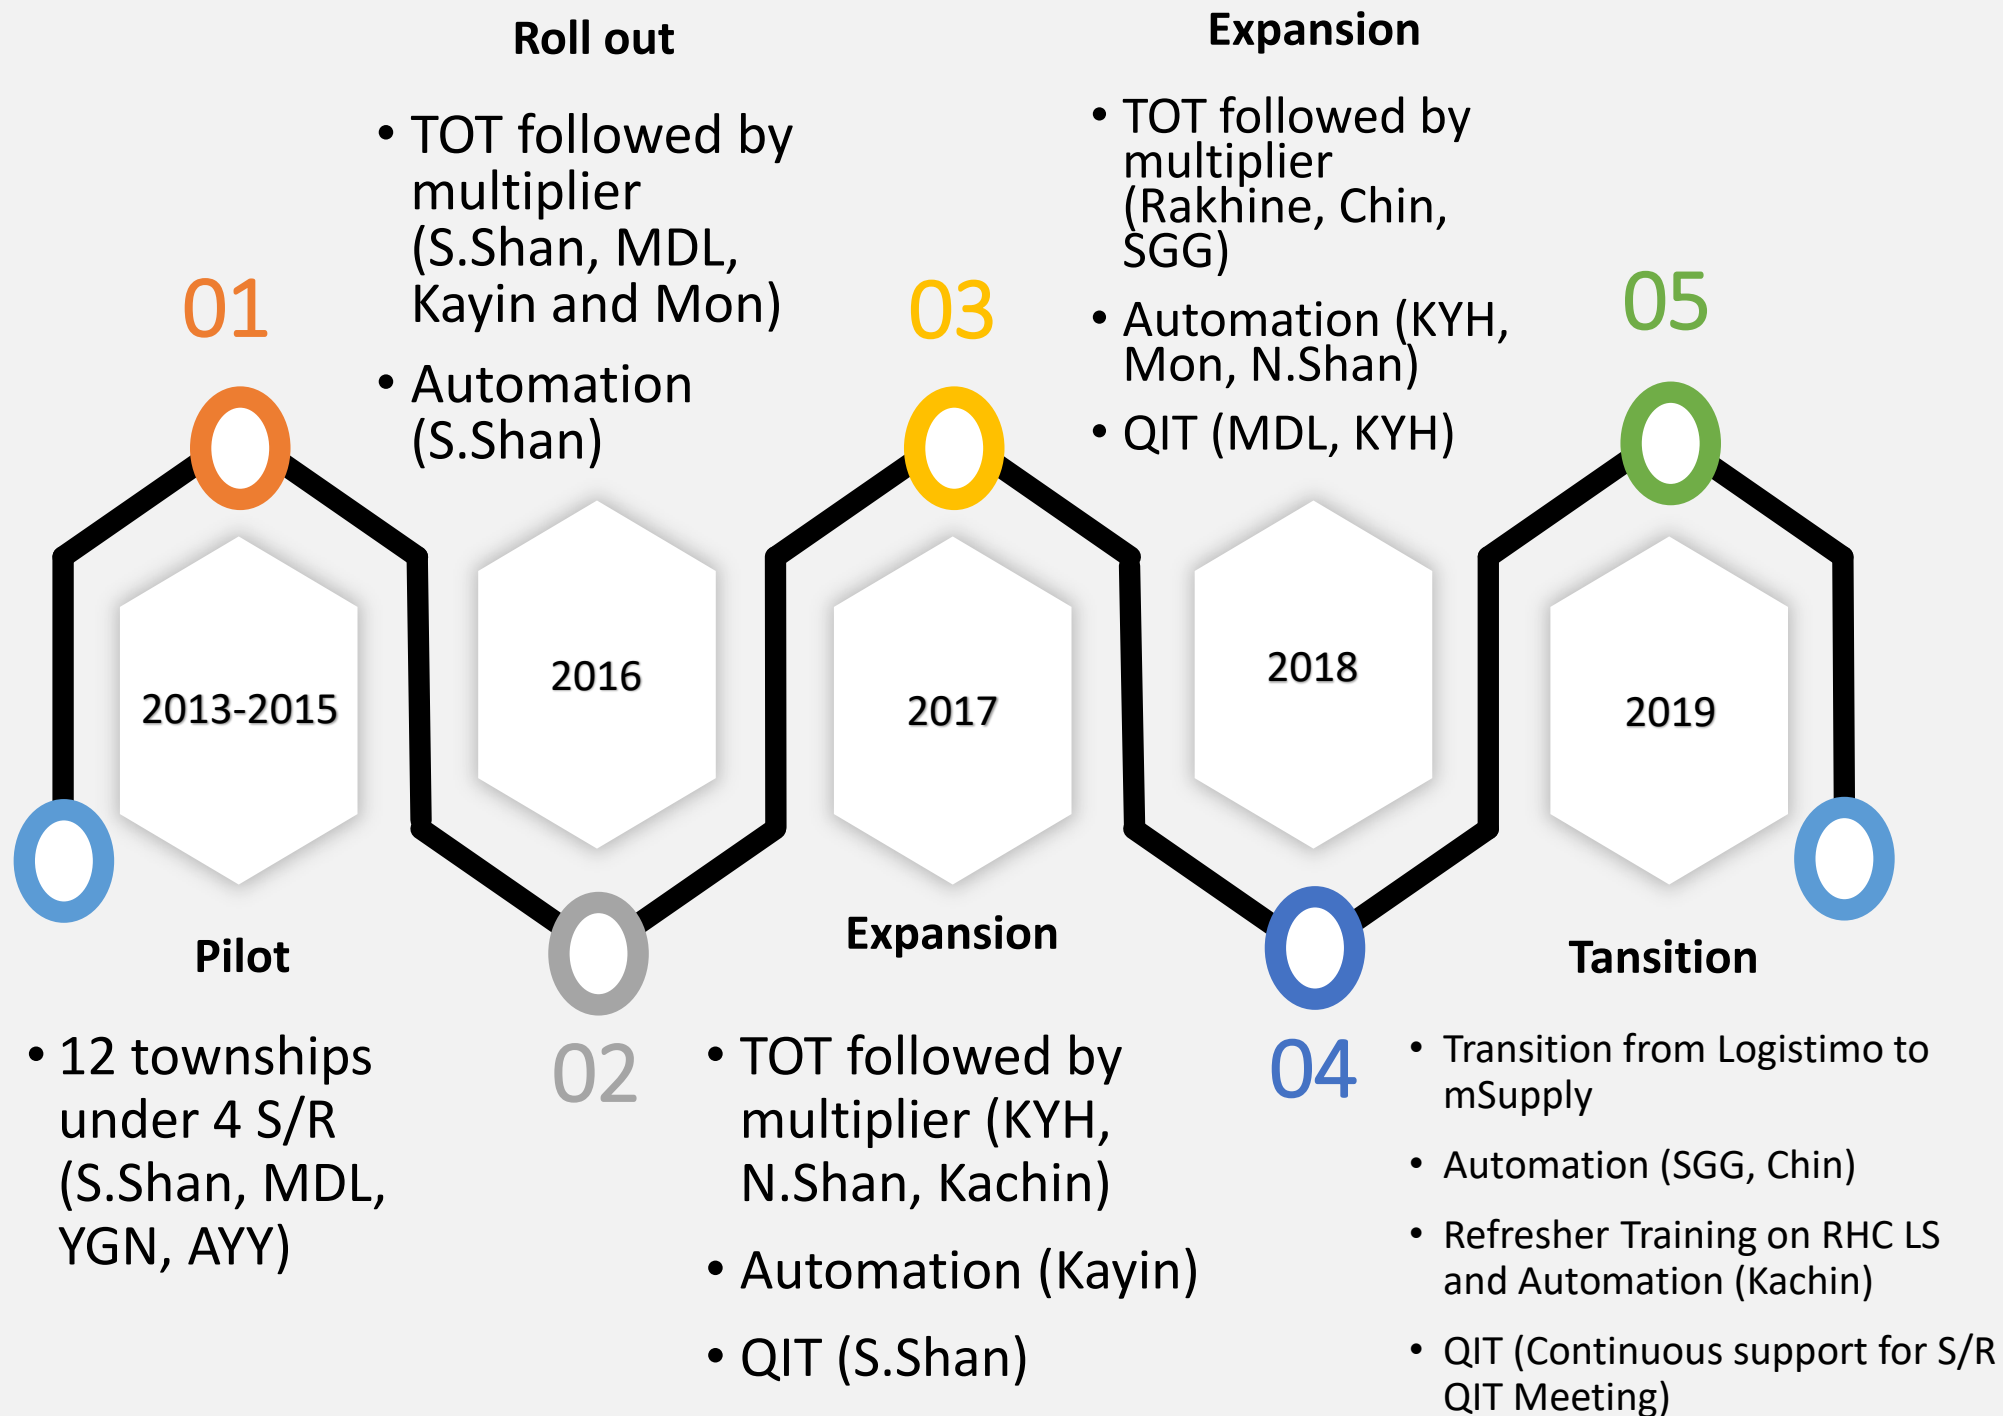 01
2013-2015
Pilot
• 12 townships
under 4 S/R
(S.Shan, MDL,
YGN, AYY)
Roll out
• TOT followed by
multiplier
(S.Shan, MDL,
Kayin and Mon)
• Automation
(S.Shan)
2016
02
03
2017
Expansion
• TOT followed by
multiplier (KYH,
N.Shan, Kachin)
• Automation (Kayin)
• QIT (S.Shan)
Expansion
• TOT followed by
multiplier
(Rakhine, Chin,
SGG)
• Automation (KYH,
Mon, N.Shan)
• QIT (MDL, KYH)
2018
04
05
2019
Tansition
• Transition from Logistimo to
mSupply
• Automation (SGG, Chin)
• Refresher Training on RHC LS
and Automation (Kachin)
• QIT (Continuous support for S/R
QIT Meeting)